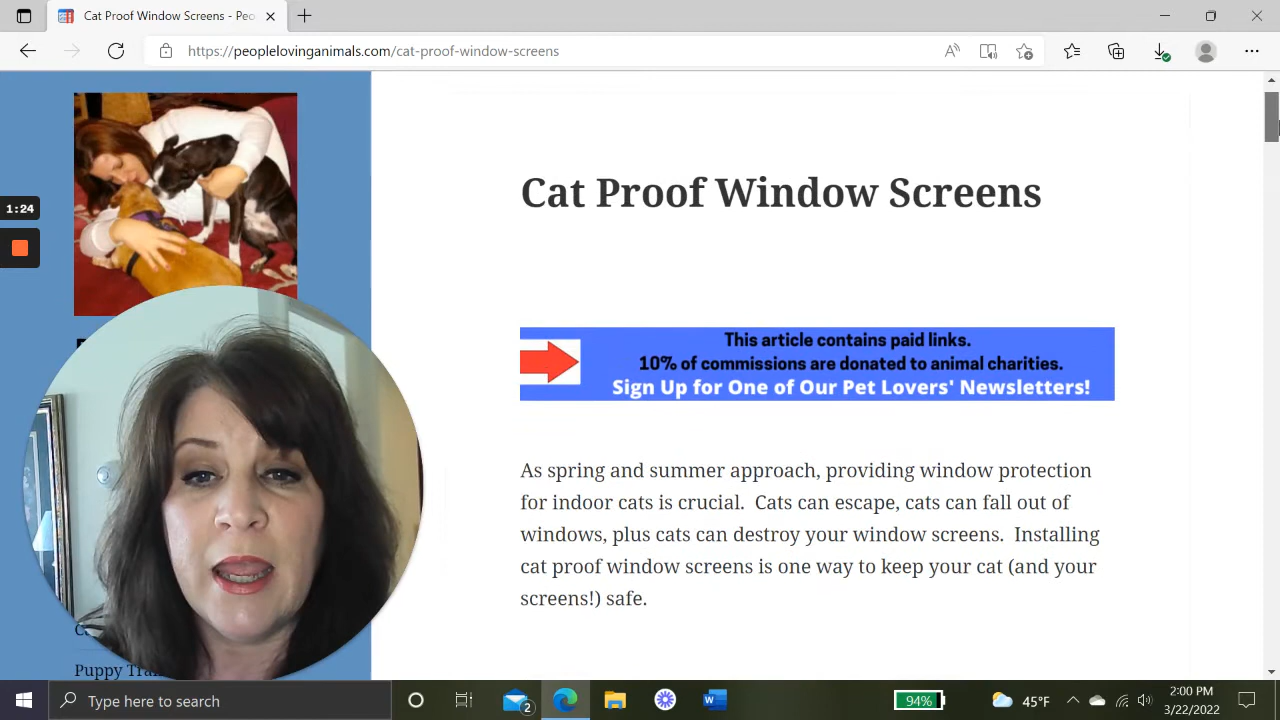 Cat Proof Window Screens - Peo
https://peoplelovinganimals.com/cat-proof-window-screens
1:24
Cat Proof Window Screens
This article contains paid links.
10% of commissions are donated to animal charities.
Sign Up for One of Our Pet Lovers' Newsletters!
As spring and summer approach, providing window protection
for indoor cats is crucial. Cats can escape, cats can fall out of
windows, plus cats can destroy your window screens. Installing
cat proof window screens is one way to keep your cat (and your
screens!) safe.
Puppy
Type here to search
2
W
94%
45°F
2:00 PM
3/22/2022